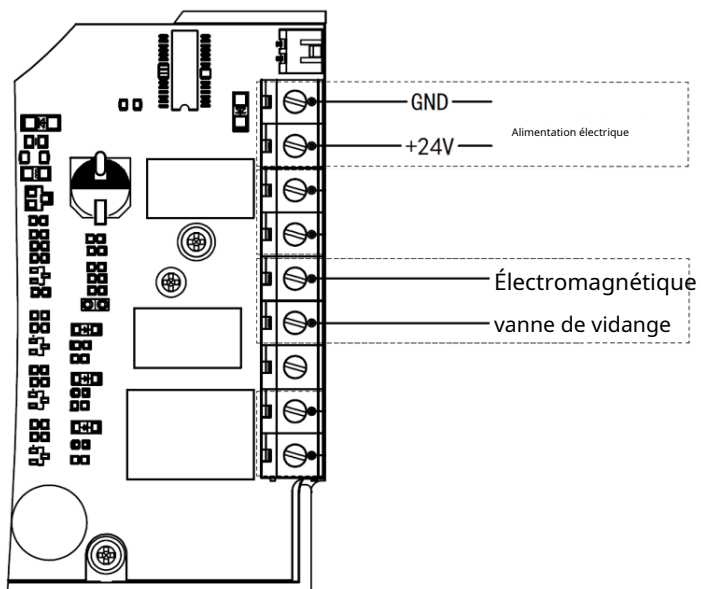 GND
+24V
Alimentation électrique
Électromagnétique
vanne de vidange